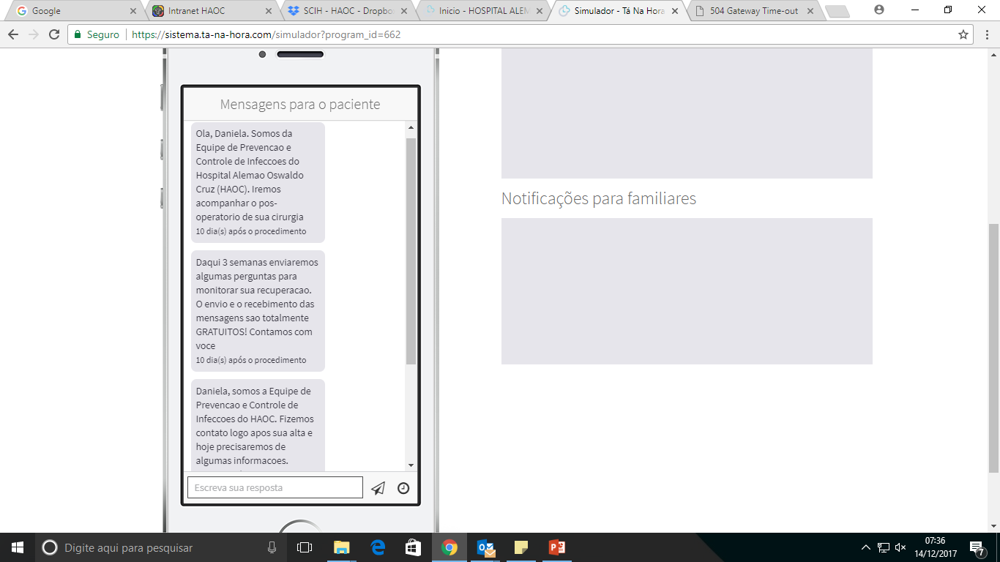 Google
Intranet HAOC
SCIH - HAOC - Dropbo
Inicio - HOSPITAL ALEM
Simulador - Tá Na Hora
504 Gateway Time-out
Seguro
https://sistema.ta-na-hora.com/simulador?program_id=662
Mensagens para o paciente
Ola, Daniela. Somos da
Equipe de Prevencao e
Controle de Infeccoes do
Hospital Alemao Oswaldo
Cruz (HAOC). Iremos
acompanhar o pos-
operatorio de sua cirurgia
10 dia(s) após o procedimento
Daqui 3 semanas enviaremos
algumas perguntas para
monitorar sua recuperacao.
O envio e o recebimento das
mensagens sao totalmente
GRATUITOS! Contamos com
voce
10 dia(s) após o procedimento
Daniela, somos a Equipe de
Prevencao e Controle de
Infeccoes do HAOC. Fizemos
contato logo apos sua alta e
hoje precisaremos de
algumas informacoes.
Escreva sua resposta
Notificações para familiares
Digite aqui para pesquisar
07:36
14/12/2017
7